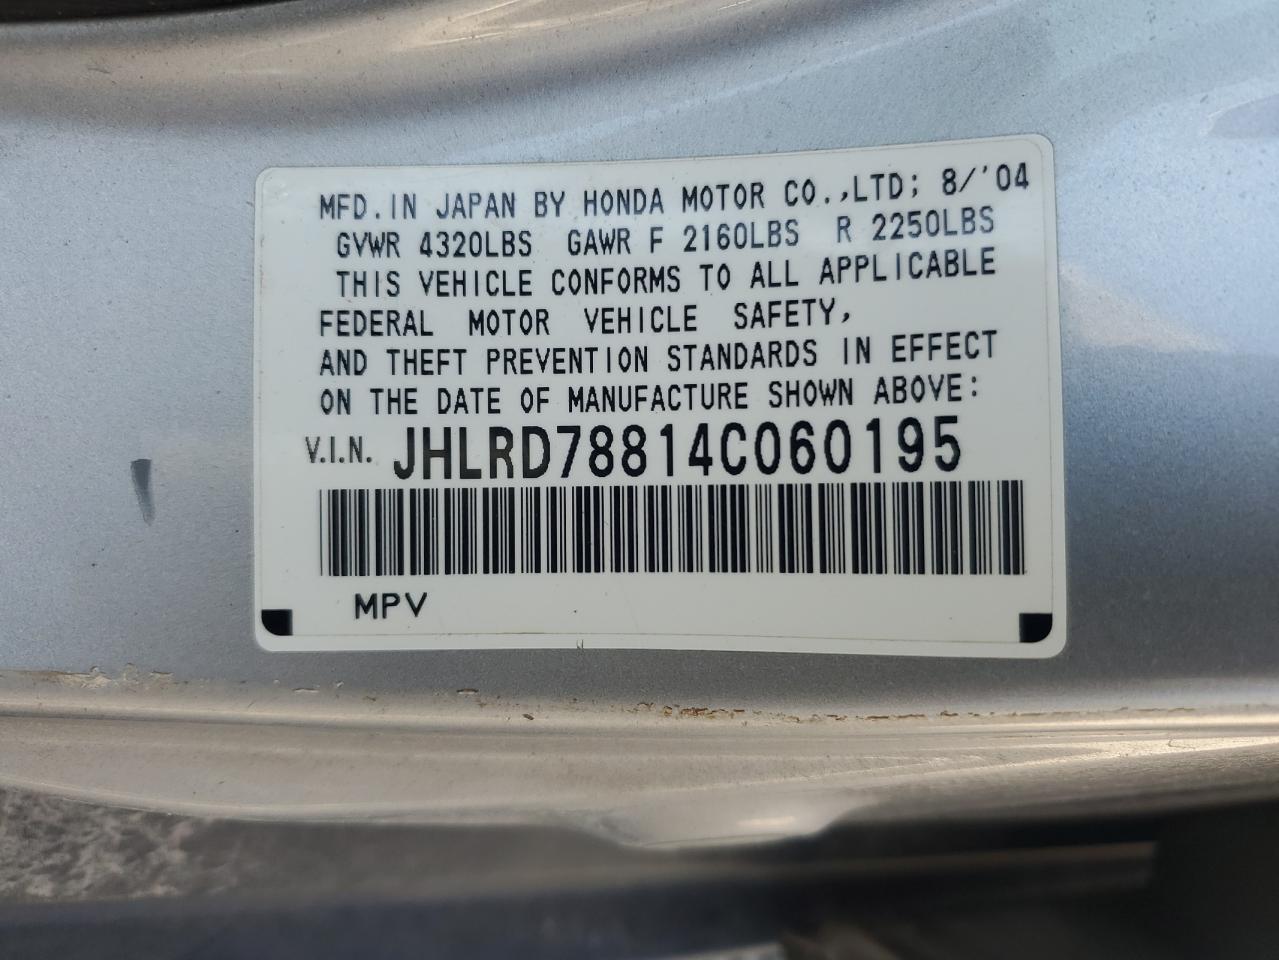 MFD. IN JAPAN BY HONDA MOTOR CO.,LTD; 8/'04
GVWR 4320LBS GAWR F 2160LBS R 2250LBS
THIS VEHICLE CONFORMS TO ALL APPLICABLE
FEDERAL MOTOR VEHICLE SAFETY,
AND THEFT PREVENTION STANDARDS IN EFFECT
ON THE DATE OF MANUFACTURE SHOWN ABOVE:
V.I.N. JHLRD78814C060195
MPV